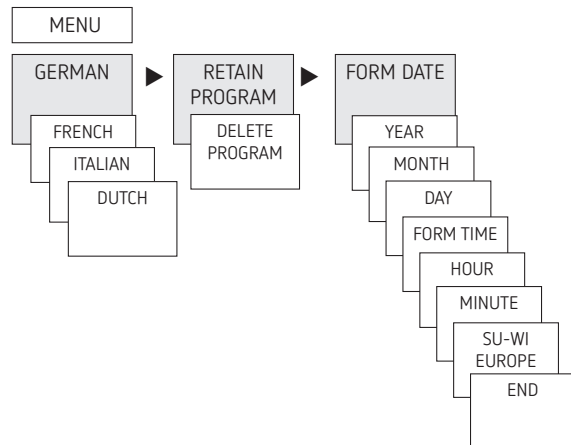 MENU
GERMAN
FRENCH
ITALIAN
DUTCH
RETAIN
PROGRAM
DELETE
PROGRAM
FORM DATE
YEAR
MONTH
DAY
FORM TIME
HOUR
MINUTE
SU-WI
EUROPE
END